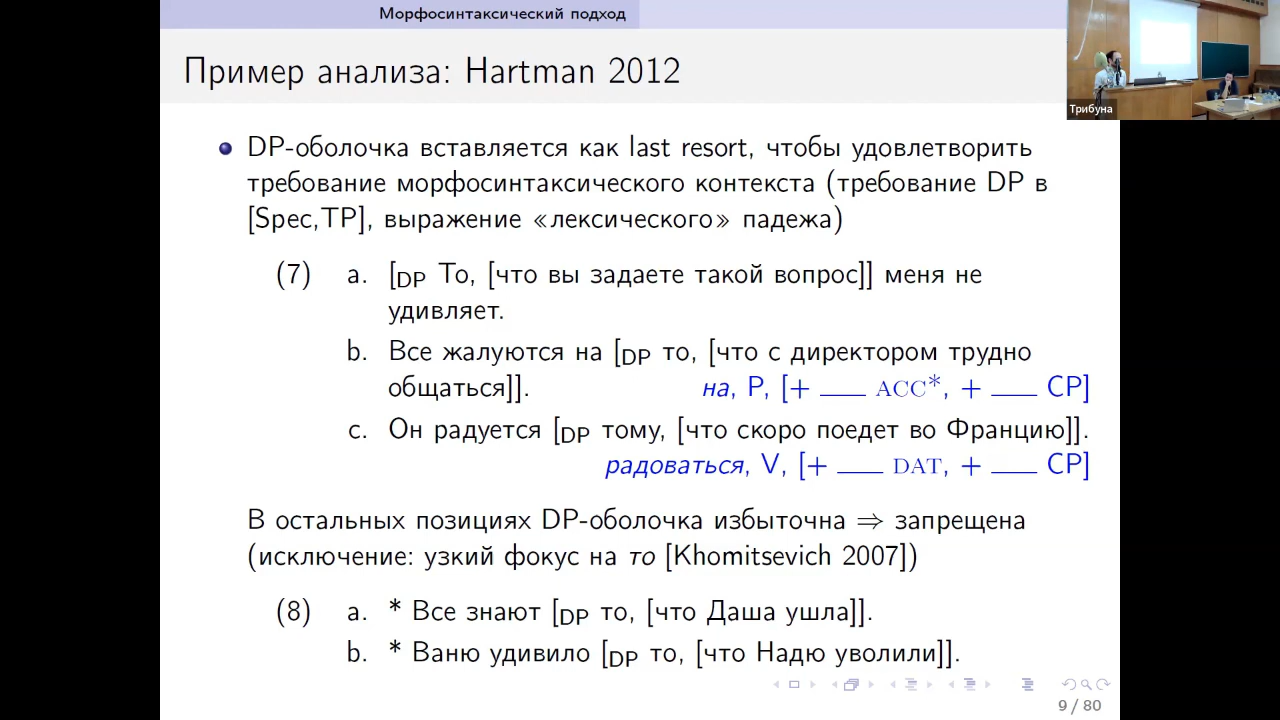 Морфосинтаксический подход
Пример анализа: Hartman 2012
Трибуна
DP-оболочка вставляется как last resort, чтобы удовлетворить
требование морфосинтаксического контекста (требование DP в
[Spec,TP], выражение «лексического» падежа)
(7) a. [DP То, [что вы задаете такой вопрос]] меня не
удивляет.
b. Все жалуются на [DP то, [что с директором трудно
общаться]]. на, P, [+ ___ ACC*, + ___ CP]
c. Он радуется [DP тому, [что скоро поедет во Францию]].
радоваться, V, [+ ___ DAT, + ___ CP]
В остальных позициях DP-оболочка избыточна ⇒ запрещена
(исключение: узкий фокус на то [Khomitsevich 2007])
(8) a. * Все знают [DP то, [что Даша ушла]].
b. * Ваню удивило [DP то, [что Надю уволили]].
9 / 80